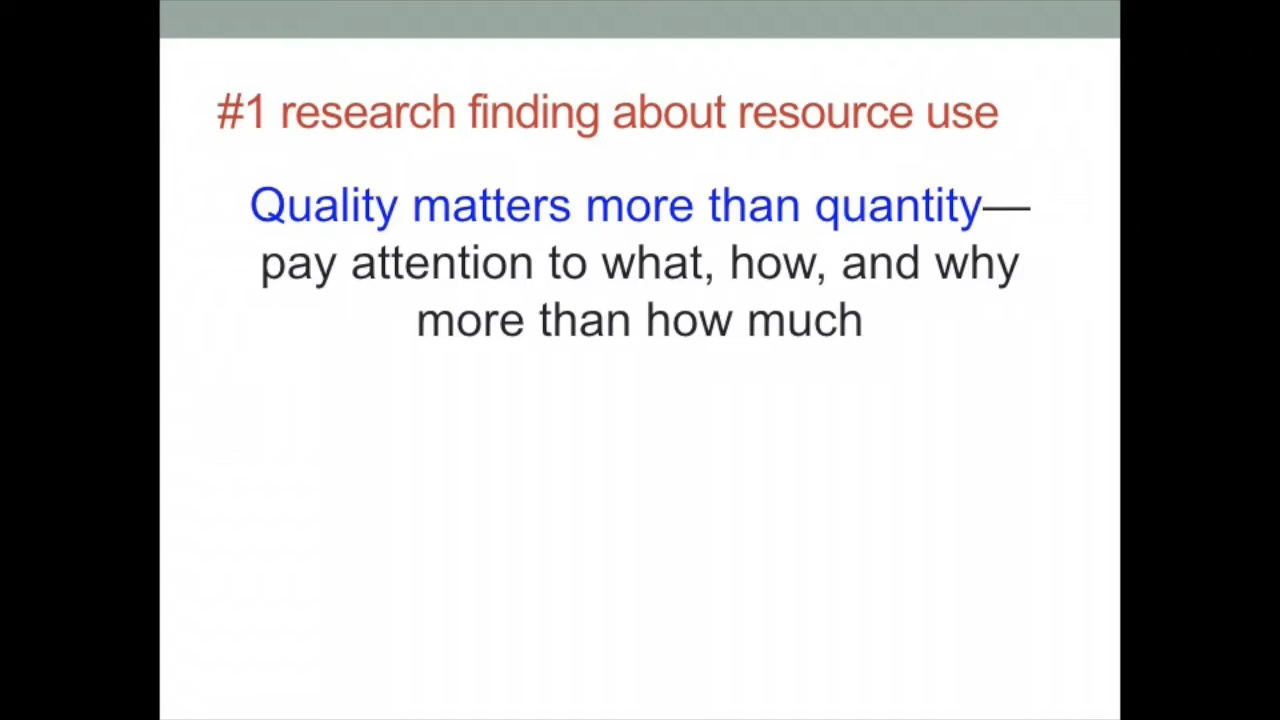 #1 research finding about resource use
Quality matters more than quantity—
pay attention to what, how, and why
more than how much